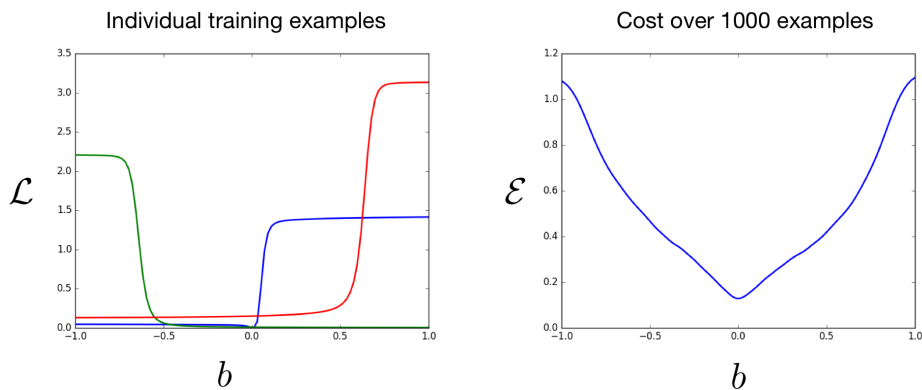 Individual training examples
3.5
3.0
2.5
2.0
1.5
1.0
0.5
0.0
ℒ
−1.0 −0.5 0.0 0.5 1.0
b
Cost over 1000 examples
1.2
1.0
0.8
0.6
0.4
0.2
0.0
ℰ
−1.0 −0.5 0.0 0.5 1.0
b